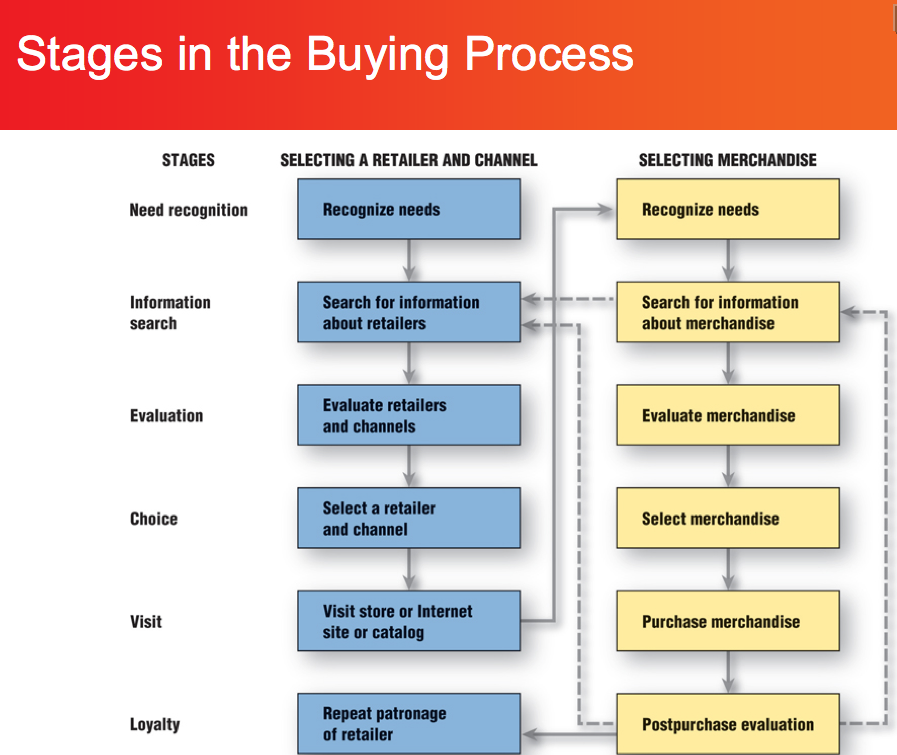 Stages in the Buying Process
STAGES
SELECTING A RETAILER AND CHANNEL
SELECTING MERCHANDISE
Need recognition
Recognize needs
Recognize needs
Information
search
Search for information
about retailers
Search for information
about merchandise
Evaluation
Evaluate retailers
and channels
Evaluate merchandise
Choice
Select a retailer
and channel
Select merchandise
Visit
Visit store or Internet
site or catalog
Purchase merchandise
Loyalty
Repeat patronage
of retailer
Postpurchase evaluation